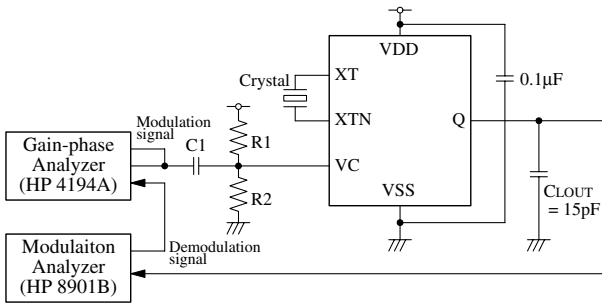 VDD
XT
Crystal
0.1μF
XTN
Q
Modulation
signal
C1
R1
Gain-phase
Analyzer
(HP 4194A)
VC
R2
VSS
CLOUT
= 15pF
Modulaiton
Analyzer
(HP 8901B)
Demodulation
signal